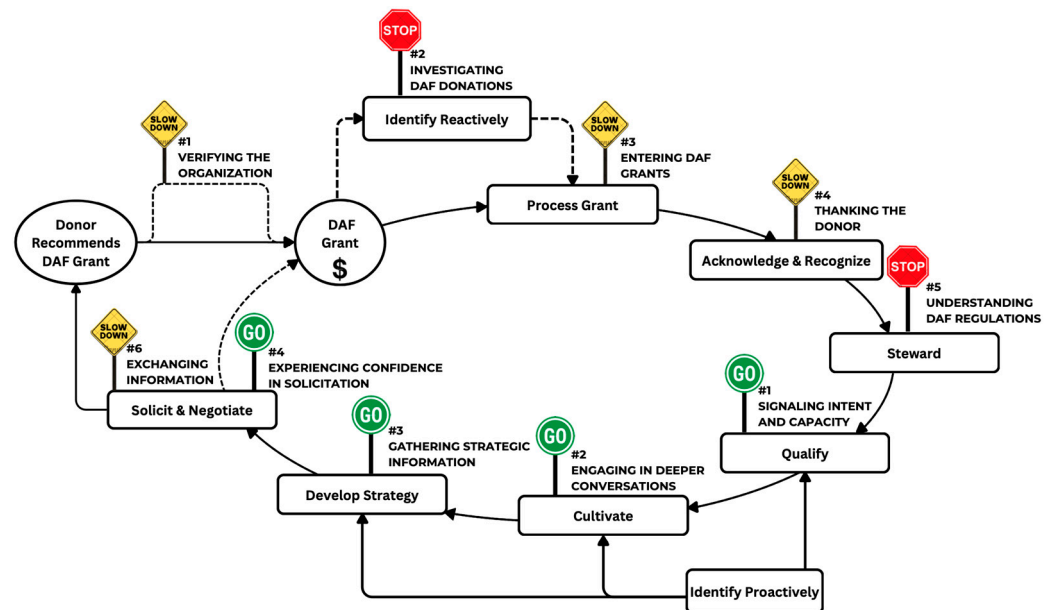 STOP
#2
INVESTIGATING
DAF DONATIONS
Identify Reactively
SLOW
DOWN
#1
VERIFYING THE
ORGANIZATION
SLOW
DOWN
#3
ENTERING DAF
GRANTS
Process Grant
SLOW
DOWN
#4
THANKING THE
DONOR
Donor
Recommends
DAF Grant
DAF
Grant
$
Acknowledge & Recognize
STOP
#5
UNDERSTANDING
DAF REGULATIONS
Steward
SLOW
DOWN
#6
EXCHANGING
INFORMATION
GO
#4
EXPERIENCING CONFIDENCE
IN SOLICITATION
Solicit & Negotiate
GO
#1
SIGNALING INTENT
AND CAPACITY
Qualify
GO
#3
GATHERING STRATEGIC
INFORMATION
Develop Strategy
GO
#2
ENGAGING IN DEEPER
CONVERSATIONS
Cultivate
Identify Proactively